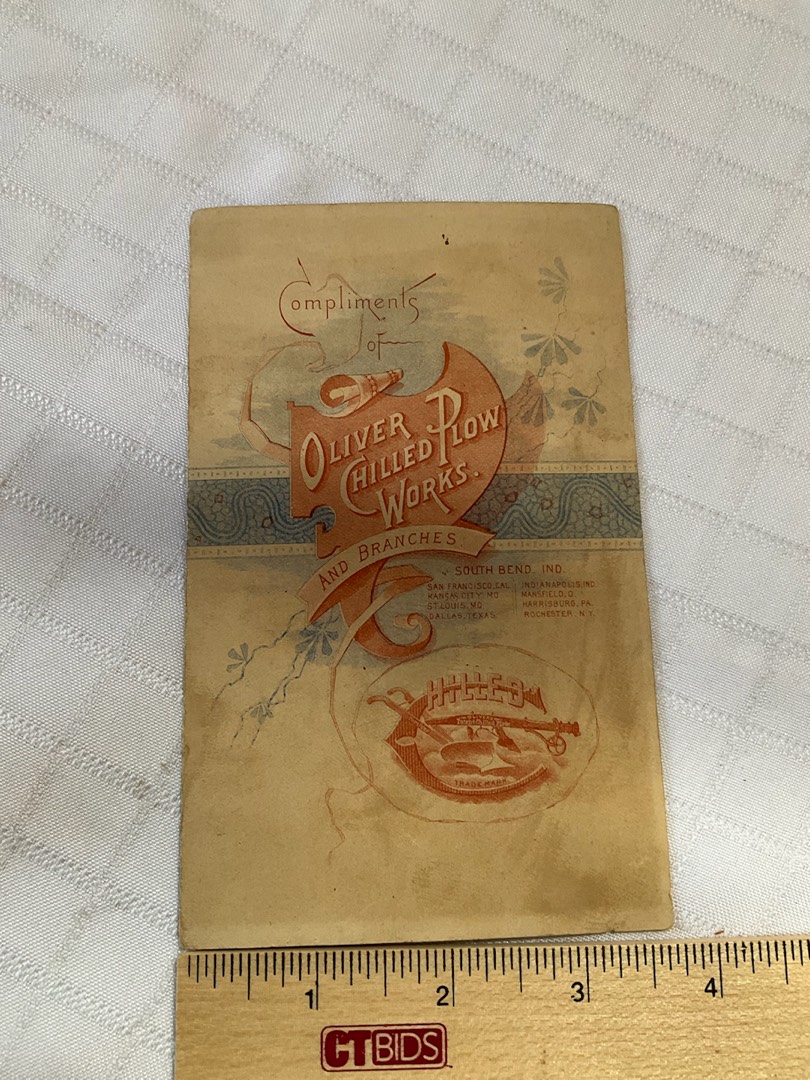 Compliments
of
OLIVER
CHILLED PLOW
WORKS.
AND BRANCHES
SOUTH BEND, IND.
SAN FRANCISCO, CAL. INDIANAPOLIS, IND.
KANSAS CITY, MO. MANSFIELD, O.
ST. LOUIS, MO. HARRISBURG, PA.
DALLAS, TEXAS. ROCHESTER, N.Y.
HILLED
TRADE MARK
1 2 3 4
CTBIDS